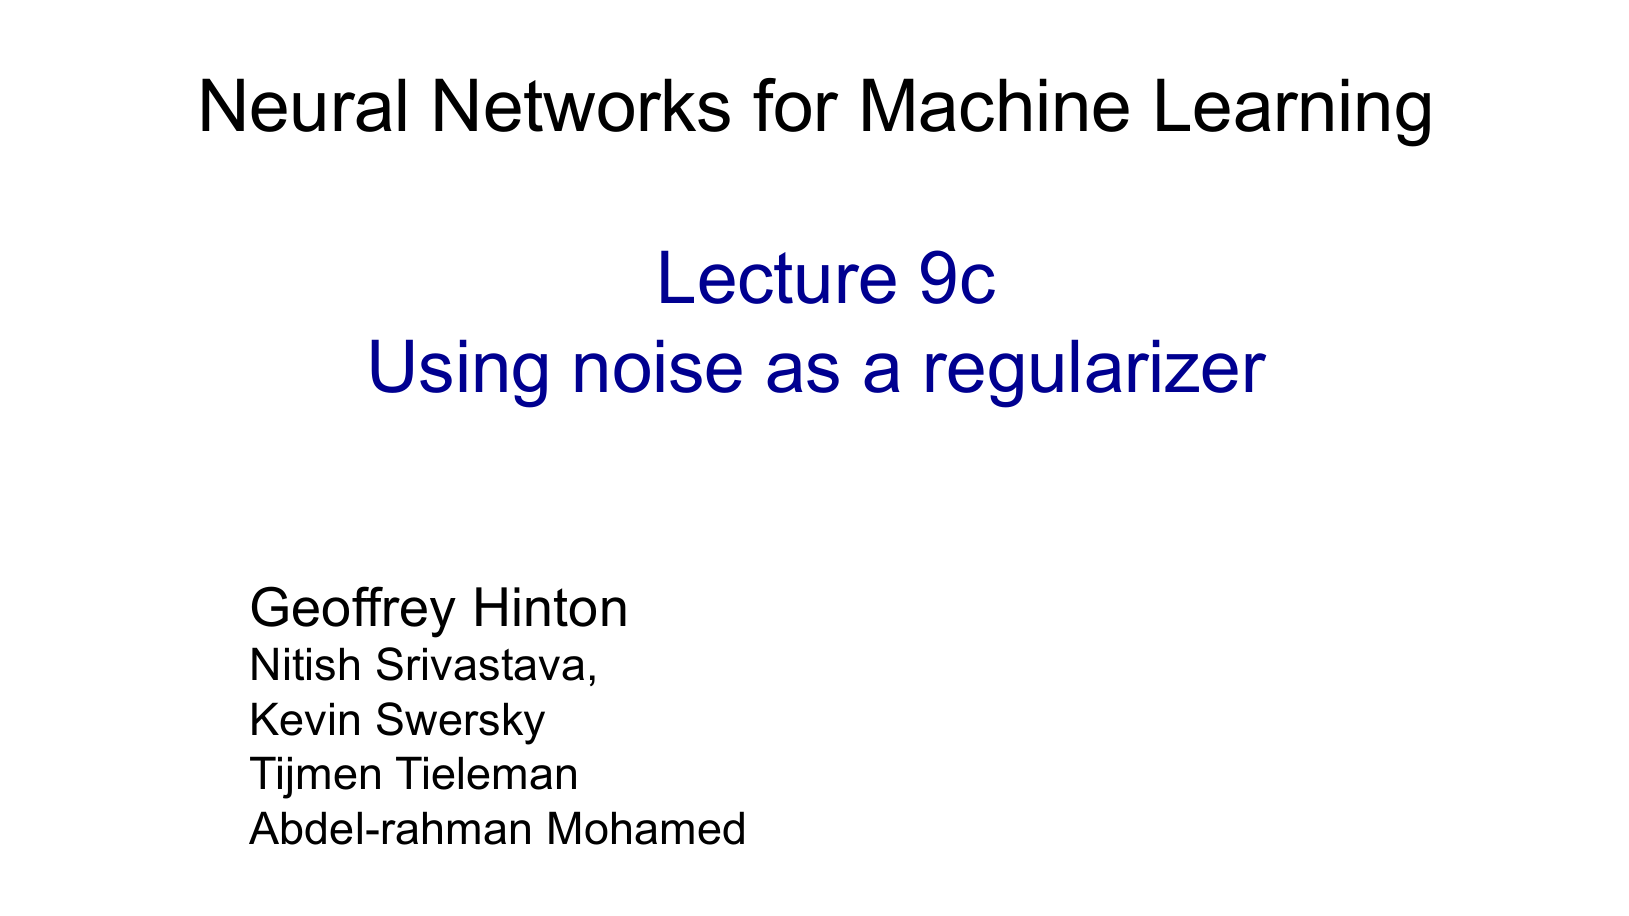 Neural Networks for Machine Learning
Lecture 9c
Using noise as a regularizer
Geoffrey Hinton
Nitish Srivastava,
Kevin Swersky
Tijmen Tieleman
Abdel-rahman Mohamed